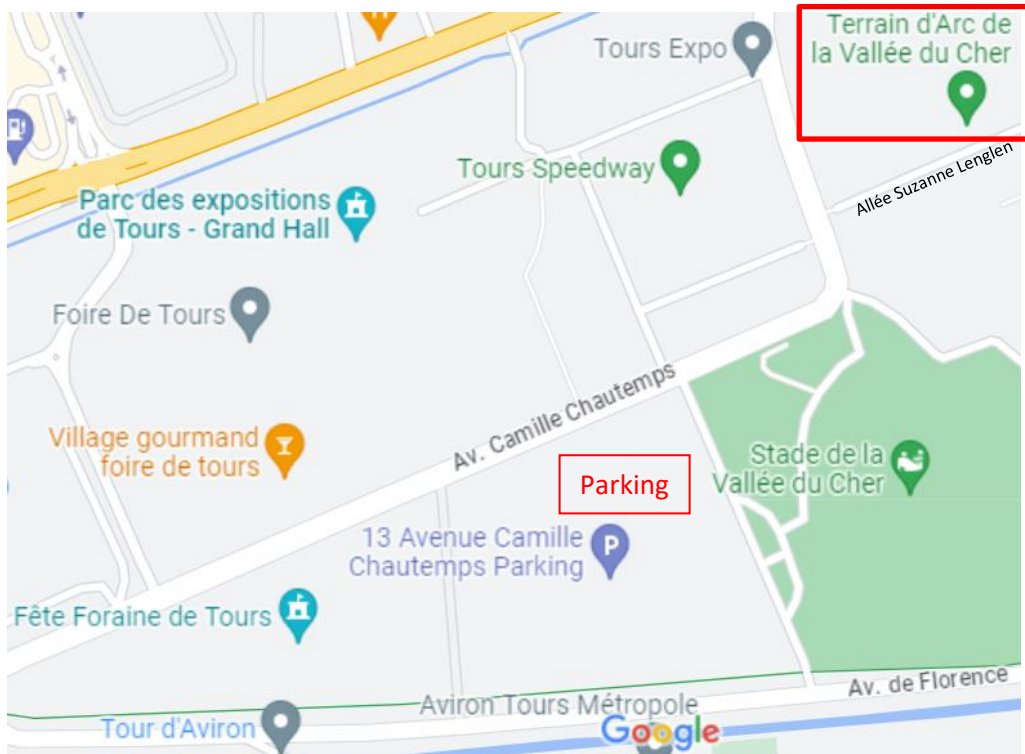 Terrain d'Arc de
la Vallée du Cher
Tours Expo
Allée Suzanne Lenglen
Tours Speedway
Parc des expositions
de Tours - Grand Hall
Foire De Tours
Av. Camille Chautemps
Village gourmand
foire de tours
Parking
Stade de la
Vallée du Cher
13 Avenue Camille
Chautemps Parking
P
Fête Foraine de Tours
Av. de Florence
Aviron Tours Métropole
Tour d'Aviron
Google